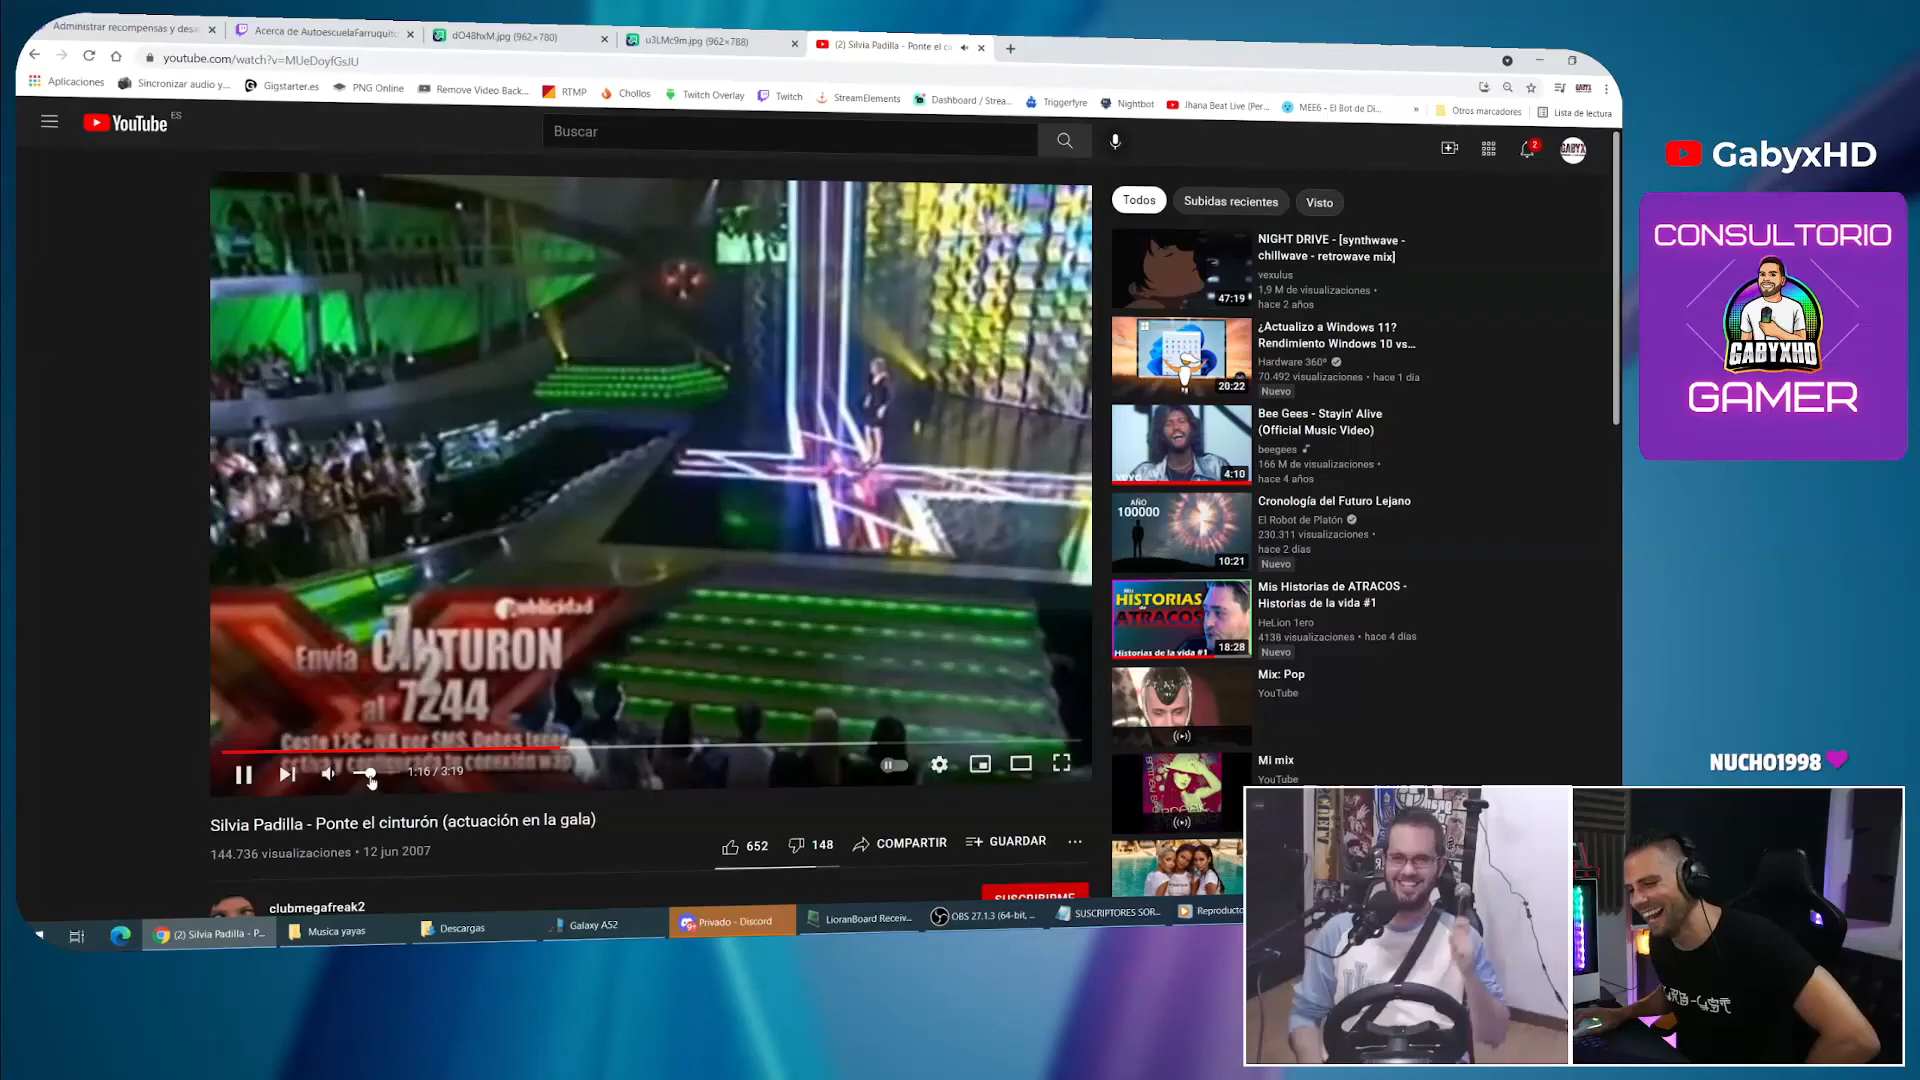 Administrar recompensas y desa
Acerca de AutoescuelaFarruquito
dO48hxM.jpg (962×780)
u3LMc9m.jpg (962×788)
(2) Silvia Padilla - Ponte el ci
youtube.com/watch?v=MUeDoyfGsJU
Aplicaciones
Sincronizar audio y...
Gigstarter.es
PNG Online
Remove Video Back...
RTMP
Chollos
Twitch Overlay
Twitch
StreamElements
Dashboard / Strea...
Triggerfyre
Nightbot
Jhana Beat Live (Per...
MEE6 - El Bot de Di...
»
Otros marcadores
Lista de lectura
YouTube ES
Buscar
2
GABYX
Todos
Subidas recientes
Visto
NIGHT DRIVE - [synthwave -
chillwave - retrowave mix]
vexulus
1,9 M de visualizaciones •
hace 2 años
47:19
¿Actualizo a Windows 11?
Rendimiento Windows 10 vs...
Hardware 360º
70.492 visualizaciones • hace 1 día
Nuevo
20:22
Bee Gees - Stayin' Alive
(Official Music Video)
beegees
166 M de visualizaciones •
hace 4 años
vevo
4:10
AÑO
100000
Cronología del Futuro Lejano
El Robot de Platón
230.311 visualizaciones •
hace 2 días
Nuevo
10:21
Mis
HISTORIAS
de
ATRACOS
Historias de la vida #1
18:28
Mis Historias de ATRACOS -
Historias de la vida #1
HeLion 1ero
4138 visualizaciones • hace 4 días
Nuevo
Mix: Pop
YouTube
Mi mix
YouTube
Publicidad
Envía CINTURON
al 7244
1:16 / 3:19
Silvia Padilla - Ponte el cinturón (actuación en la gala)
144.736 visualizaciones • 12 jun 2007
652
148
COMPARTIR
GUARDAR
clubmegafreak2
SUSCRIBIRME
(2) Silvia Padilla - P...
Musica yayas
Descargas
Galaxy A52
Privado - Discord
LioranBoard Receiv...
OBS 27.1.3 (64-bit, ...
SUSCRIPTORES SOR...
Reproducto
GabyxHD
CONSULTORIO
GABYXHD
GAMER
NUCHO1998